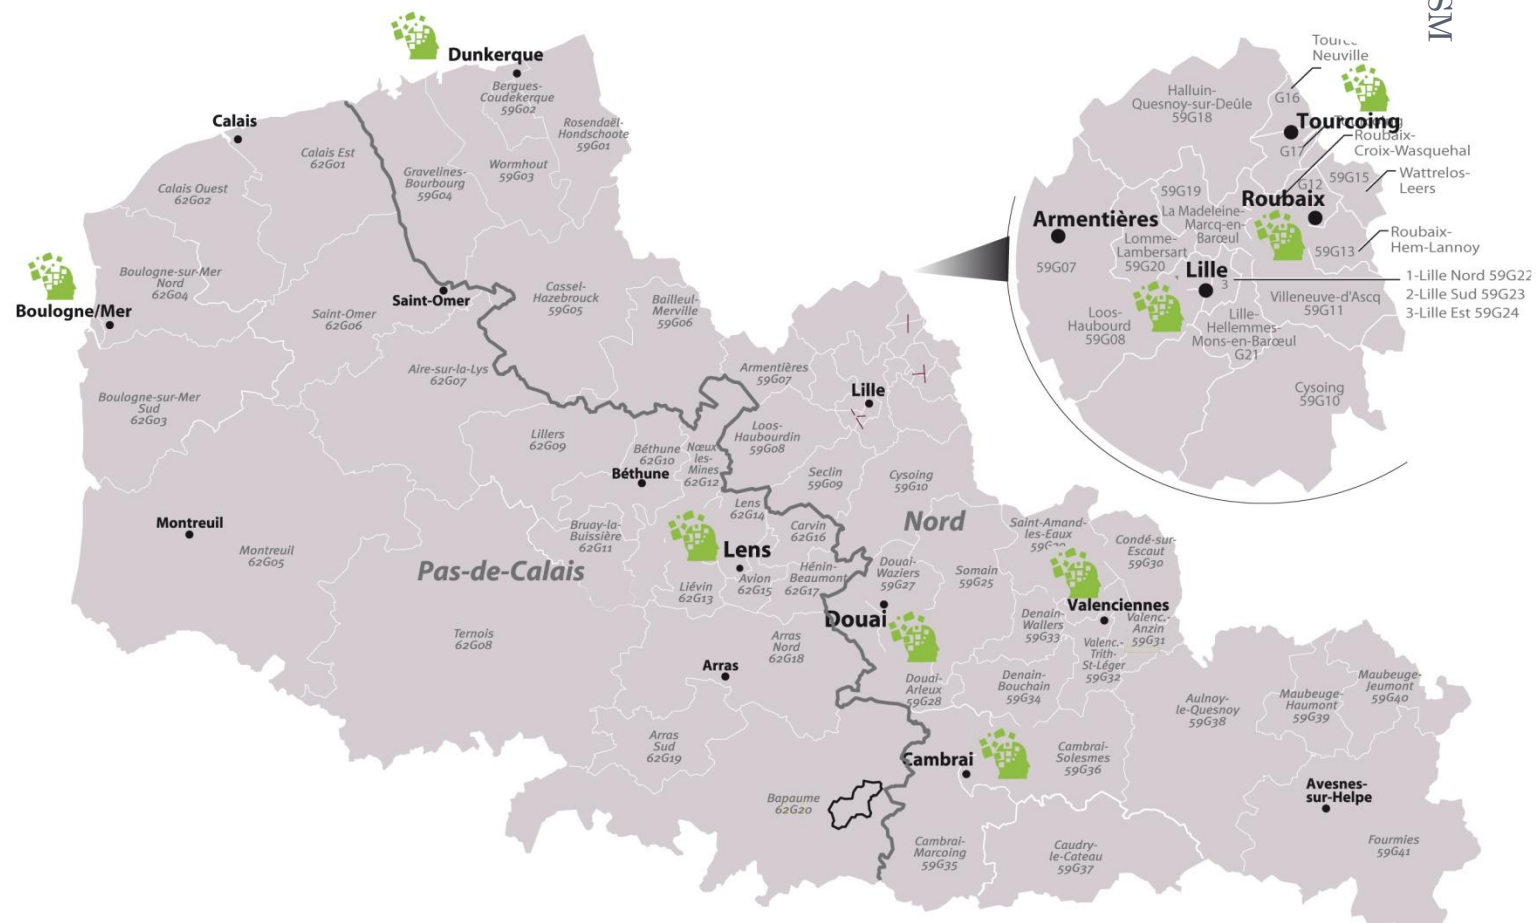 SM
Dunkerque
Bergues-
Coudekerque
59G02
Rosendaël-
Hondschoote
59G01
Calais
Calais Est
62G01
Calais Ouest
62G02
Gravelines-
Bourbourg
59G04
Wormhout
59G03
Boulogne-sur-Mer
Nord
62G04
Boulogne/Mer
Saint-Omer
Saint-Omer
62G06
Cassel-
Hazebrouck
59G05
Bailleul-
Merville
59G06
Aire-sur-la-Lys
62G07
Boulogne-sur-Mer
Sud
62G03
Armentières
59G07
Lille
Lillers
62G09
Béthune
62G10
Béthune
Nœux
les-
Mines
62G12
Loos-
Haubourdin
59G08
Seclin
59G09
Cysoing
59G10
Montreuil
Montreuil
62G05
Bruay-la-
Buissière
62G11
Lens
62G14
Carvin
62G16
Nord
Saint-Amand-
les-Eaux
Condé-sur-
Escaut
59G30
Pas-de-Calais
Lens
Liévin
62G13
Avion
62G15
Hénin-
Beaumont
62G17
Douai-
Waziers
59G27
Somain
59G25
Douai
Valenciennes
Denain-
Wallers
59G33
Valenc.-
Anzin
59G31
Valenc.-
Trith-
St-Léger
59G32
Ternois
62G08
Arras
Nord
62G18
Arras
Douai-
Arleux
59G28
Denain-
Bouchain
59G34
Aulnoy-
le-Quesnoy
59G38
Maubeuge-
Haumont
59G39
Maubeuge-
Jeumont
59G40
Arras
Sud
62G19
Cambrai
Cambrai-
Solesmes
59G36
Bapaume
62G20
Avesnes-
sur-Helpe
Cambrai-
Marcoing
59G35
Caudry-
le-Cateau
59G37
Fourmies
59G41
Neuville
Halluin-
Quesnoy-sur-Deûle
59G18
G16
Tourcoing
G17
Roubaix-
Croix-Wasquehal
59G15
Wattrelos-
Leers
G12
59G19
Roubaix
Armentières
La Madeleine-
Marcq-en-
Barœul
Lomme-
Lambersart
59G20
59G07
59G13
Roubaix-
Hem-Lannoy
Lille
3
1-Lille Nord 59G22
2-Lille Sud 59G23
3-Lille Est 59G24
Villeneuve-d'Ascq
59G11
Loos-
Haubourd
59G08
Lille-
Hellemmes-
Mons-en-Barœul
G21
Cysoing
59G10